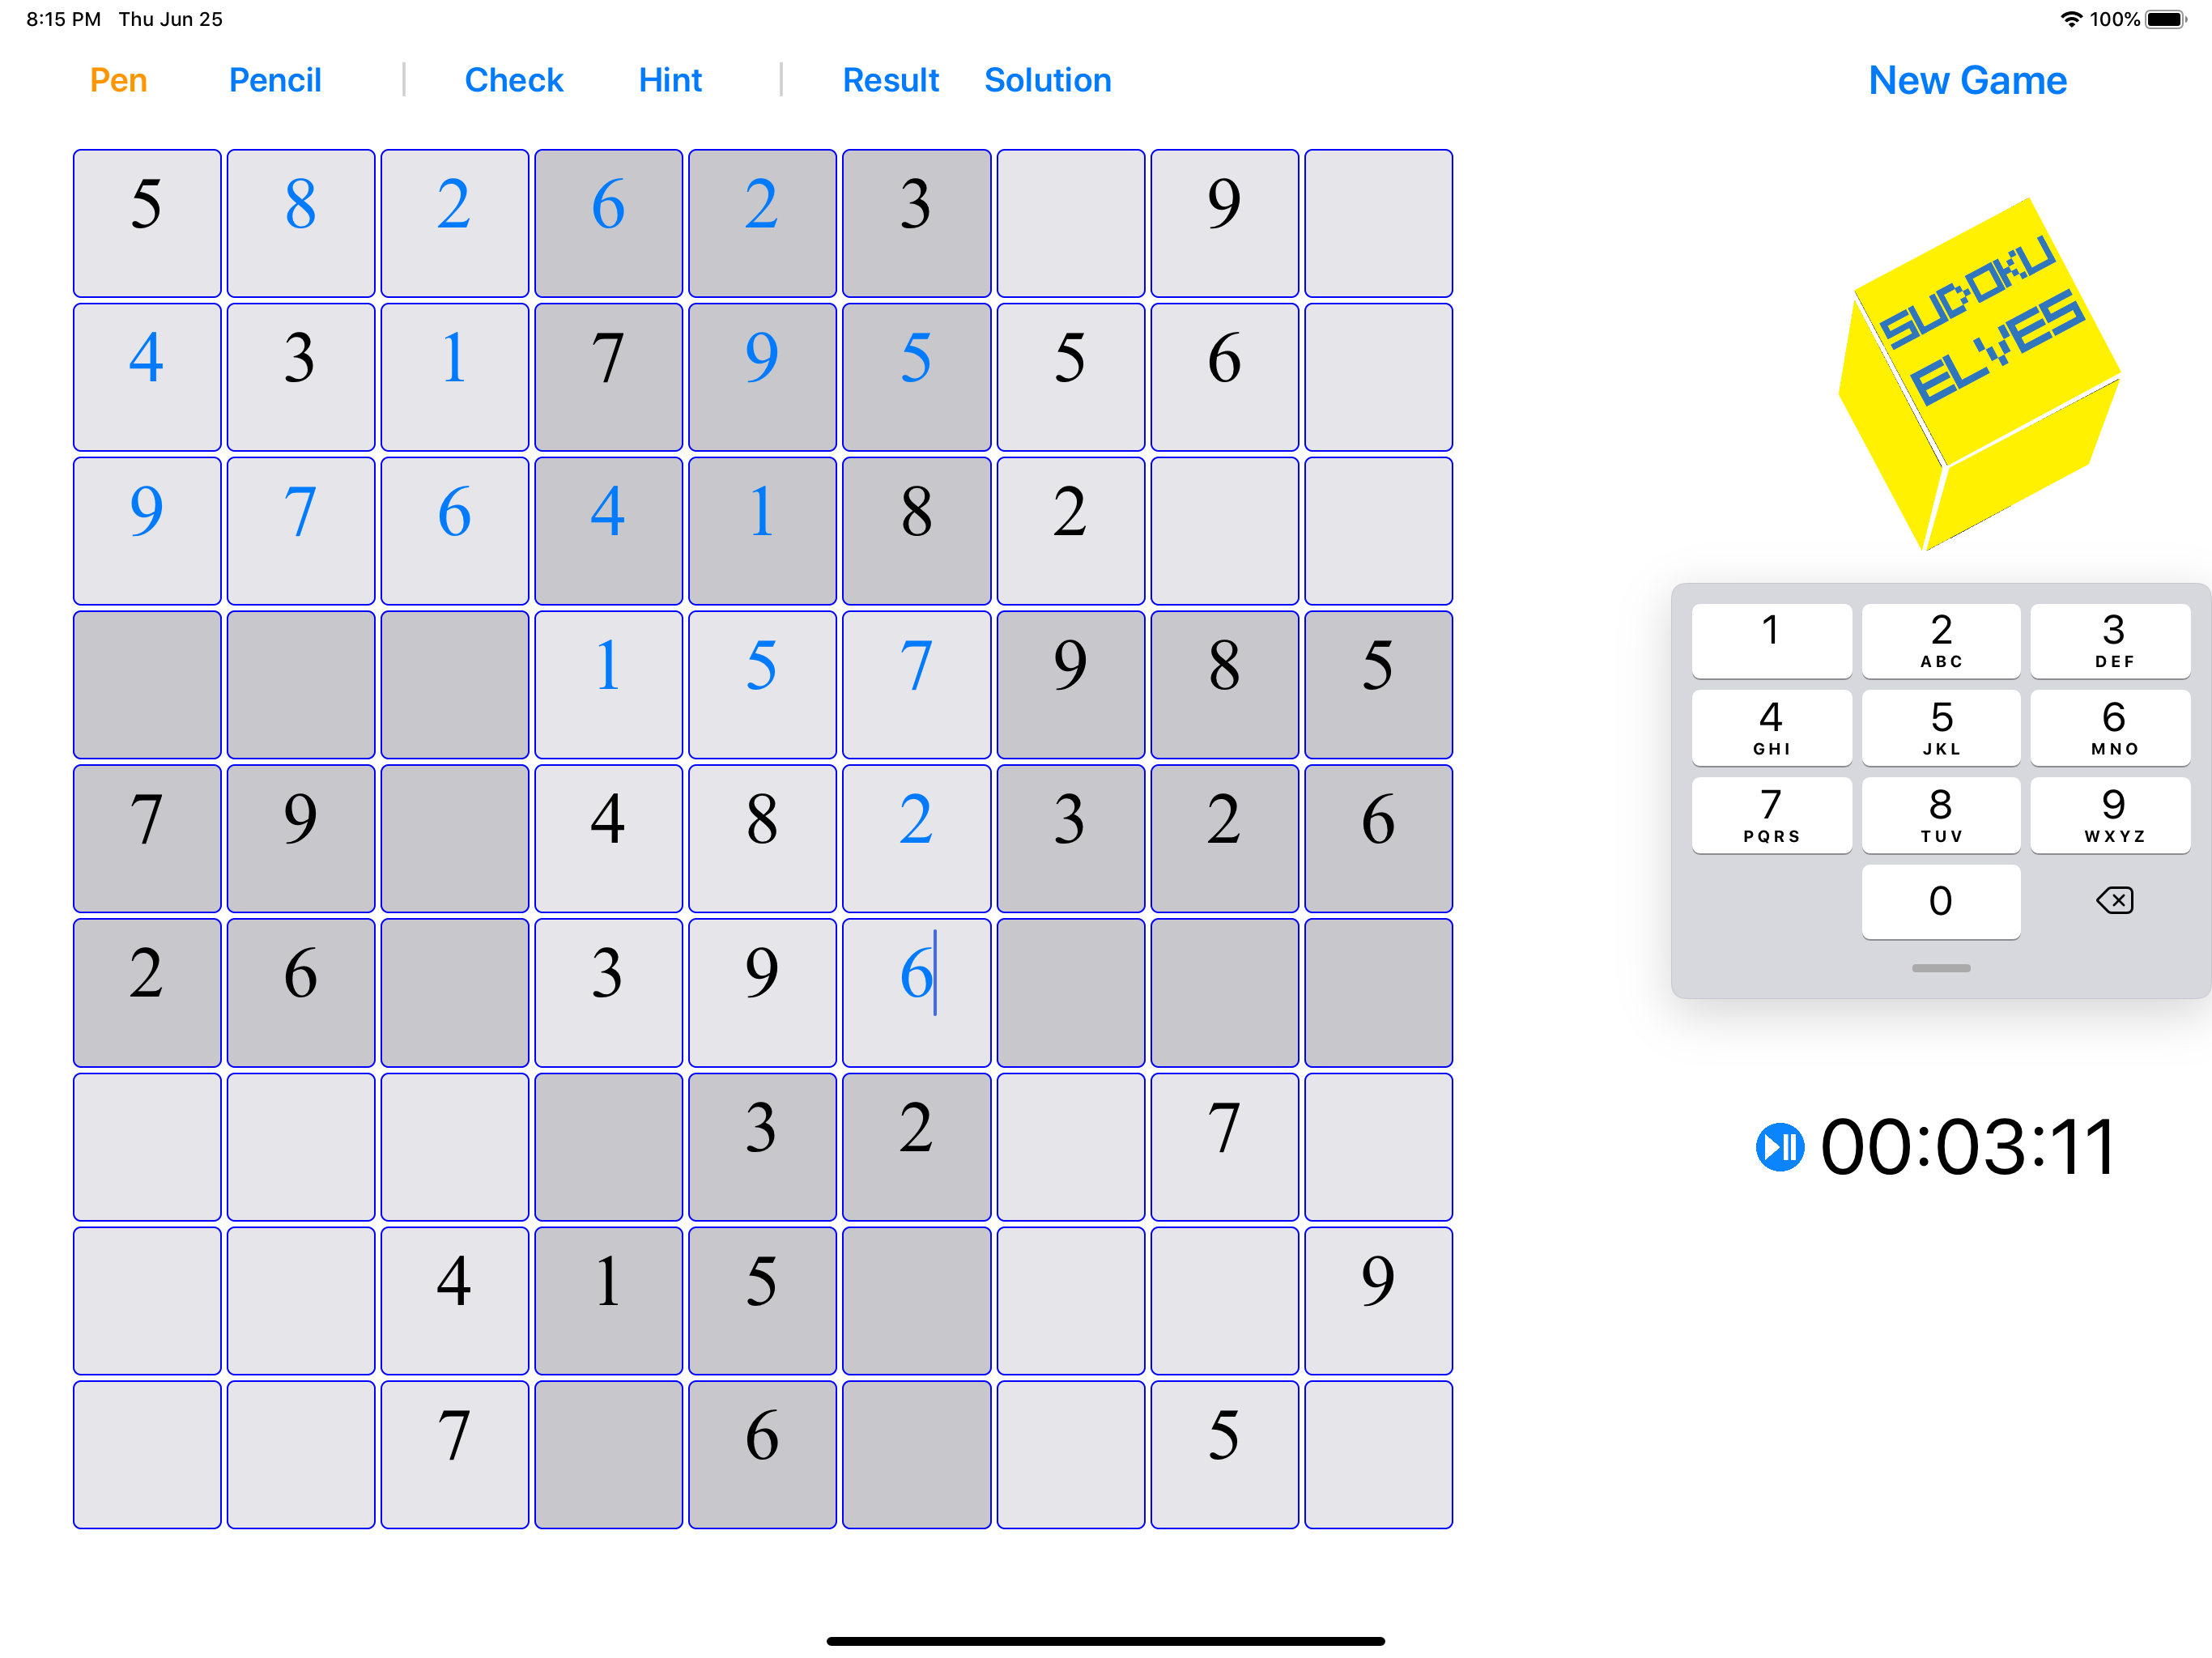 8:15 PM Thu Jun 25 100%
Pen Pencil Check Hint Result Solution New Game
5 8 2 6 2 3 9
4 3 1 7 9 5 5 6
9 7 6 4 1 8 2
1 5 7 9 8 5
7 9 4 8 2 3 2 6
2 6 3 9 6
3 2 7
4 1 5 9
7 6 5
SUDOKU
ELVES
1 2 3
ABC DEF
4 5 6
GHI JKL MNO
7 8 9
PQRS TUV WXYZ
0
00:03:11